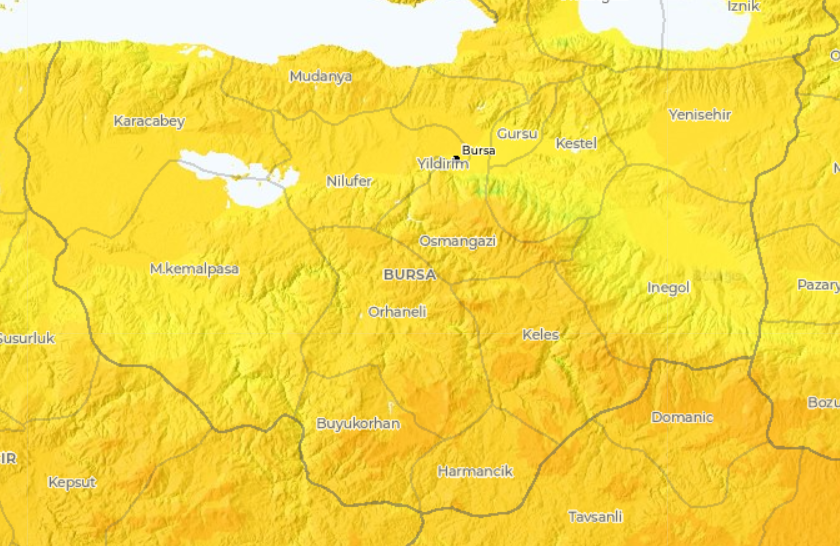 Iznik
Mudanya
Karacabey
Yenisehir
Gursu
Kestel
Bursa
Yildirim
Nilufer
Osmangazi
M.kemalpasa
BURSA
Inegol
Pazary
Orhaneli
Susurluk
Keles
Bozu
Domanic
Buyukorhan
IR
Harmancik
Kepsut
Tavsanli